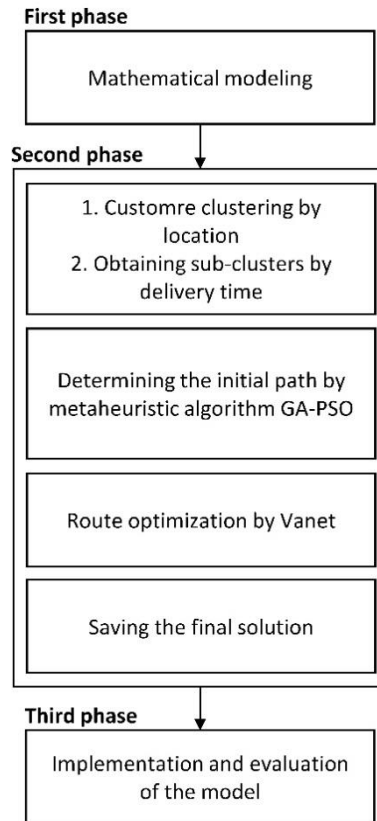 First phase
Mathematical modeling
Second phase
1. Customre clustering by
location
2. Obtaining sub-clusters by
delivery time
Determining the initial path by
metaheuristic algorithm GA-PSO
Route optimization by Vanet
Saving the final solution
Third phase
Implementation and evaluation
of the model